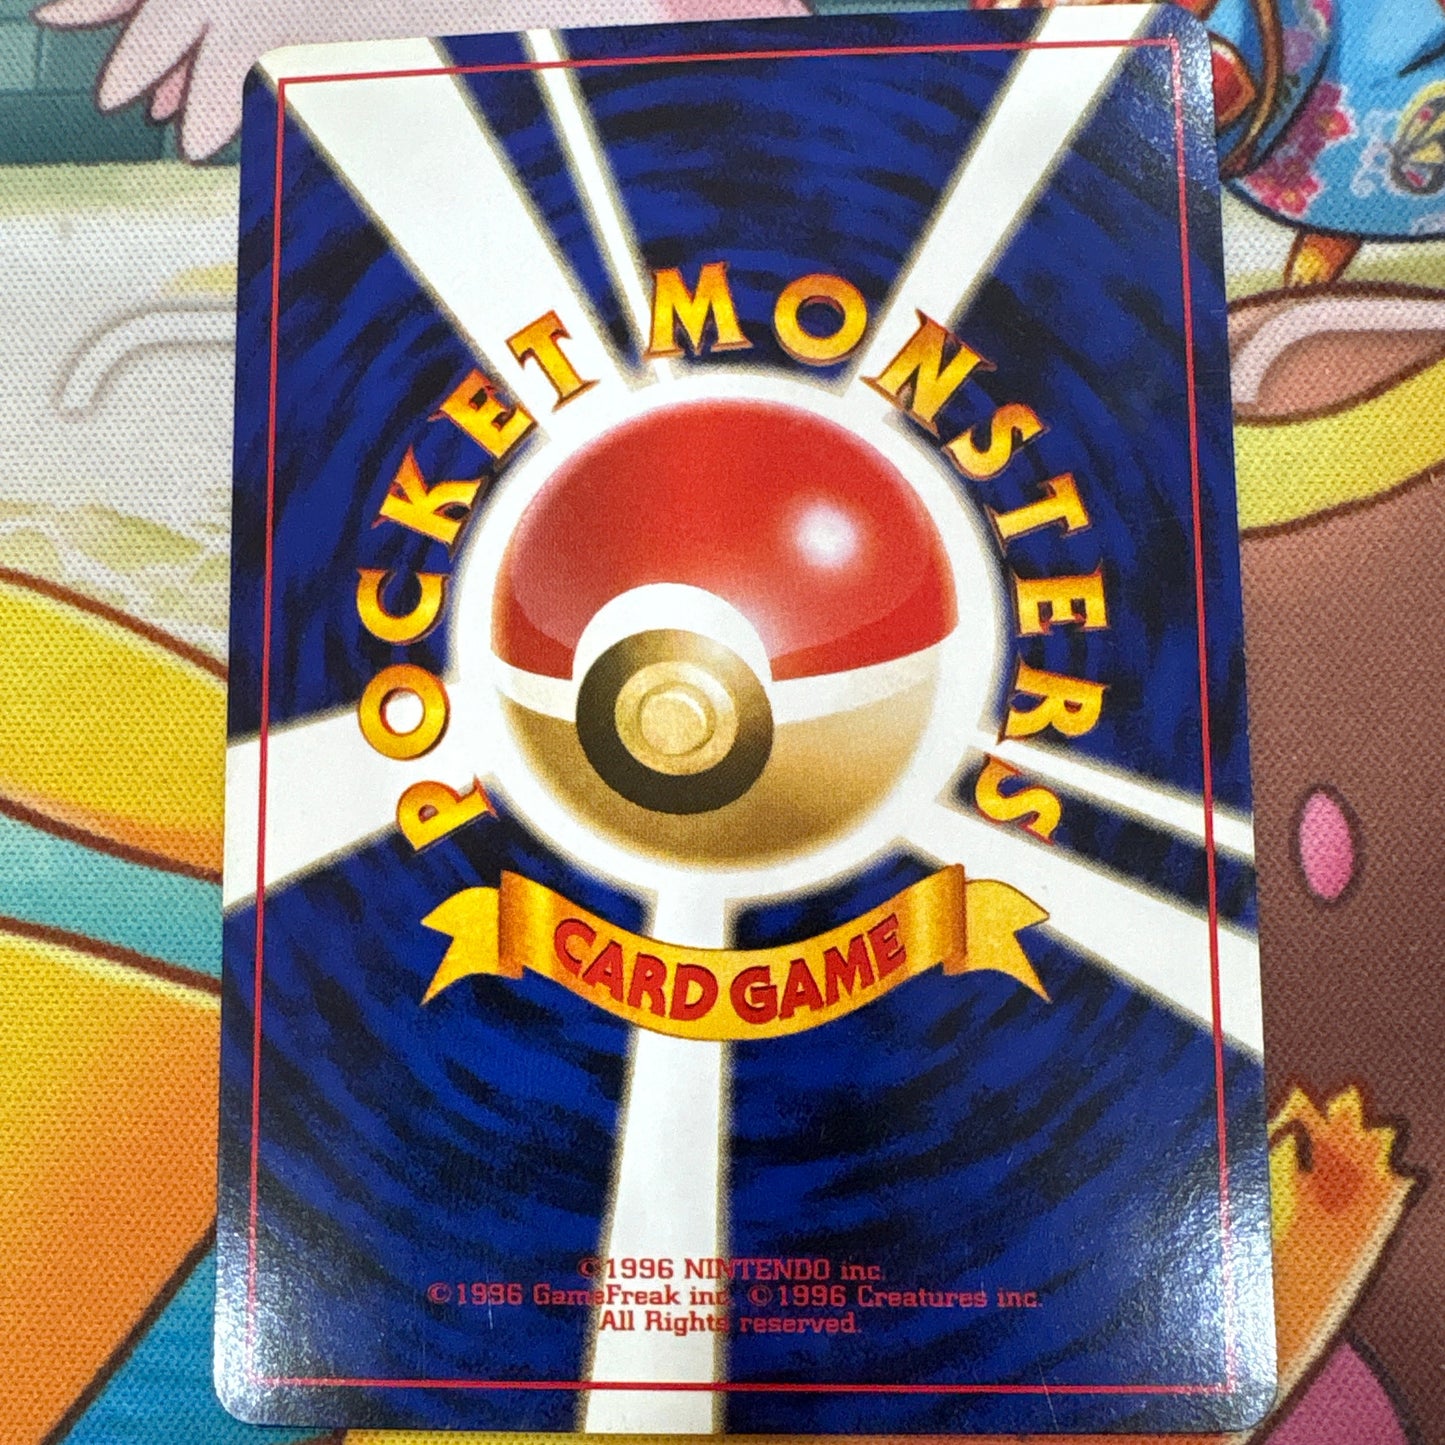 POCKET MONSTERS
CARD GAME
©1996 NINTENDO inc.
©1996 GameFreak inc. ©1996 Creatures inc.
All Rights reserved.